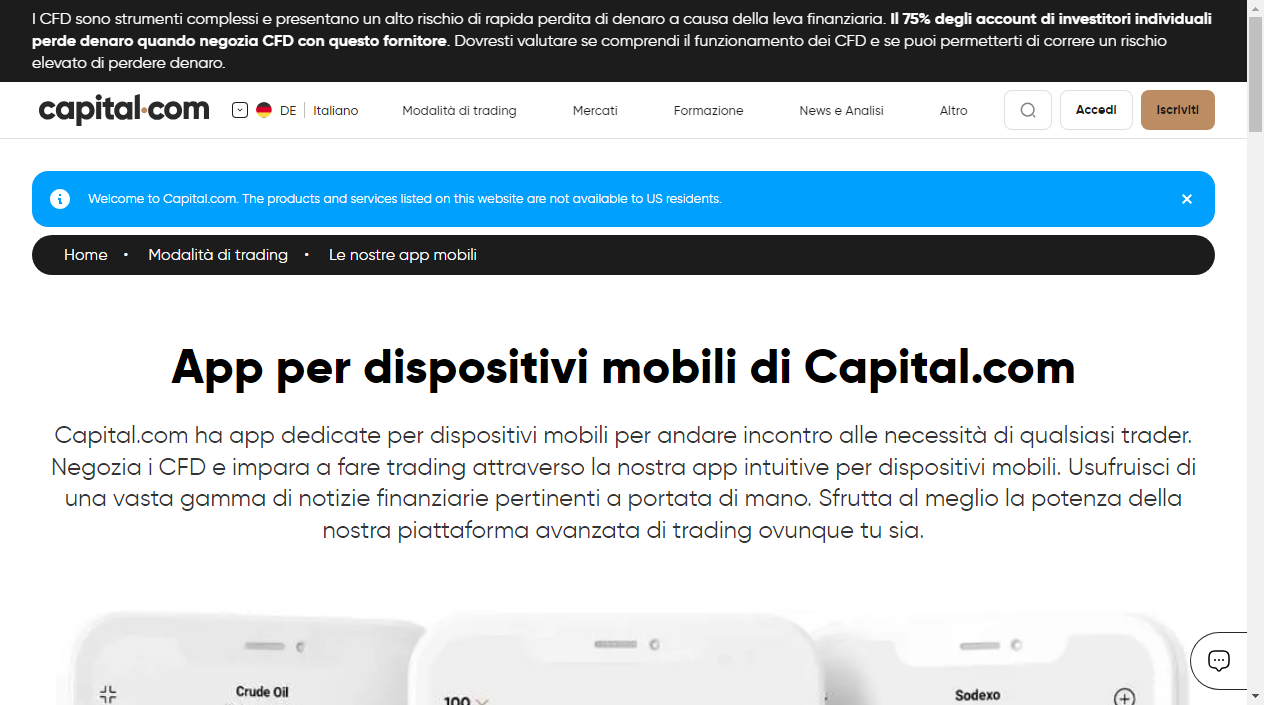 I CFD sono strumenti complessi e presentano un alto rischio di rapida perdita di denaro a causa della leva finanziaria. Il 75% degli account di investitori individuali
perde denaro quando negozia CFD con questo fornitore. Dovresti valutare se comprendi il funzionamento dei CFD e se puoi permetterti di correre un rischio
elevato di perdere denaro.
capital.com DE Italiano Modalità di trading Mercati Formazione News e Analisi Altro Accedi Iscriviti
Welcome to Capital.com. The products and services listed on this website are not available to US residents.
Home • Modalità di trading • Le nostre app mobili
App per dispositivi mobili di Capital.com
Capital.com ha app dedicate per dispositivi mobili per andare incontro alle necessità di qualsiasi trader.
Negozia i CFD e impara a fare trading attraverso la nostra app intuitive per dispositivi mobili. Usufruisci di
una vasta gamma di notizie finanziarie pertinenti a portata di mano. Sfrutta al meglio la potenza della
nostra piattaforma avanzata di trading ovunque tu sia.
Crude Oil
100
Sodexo